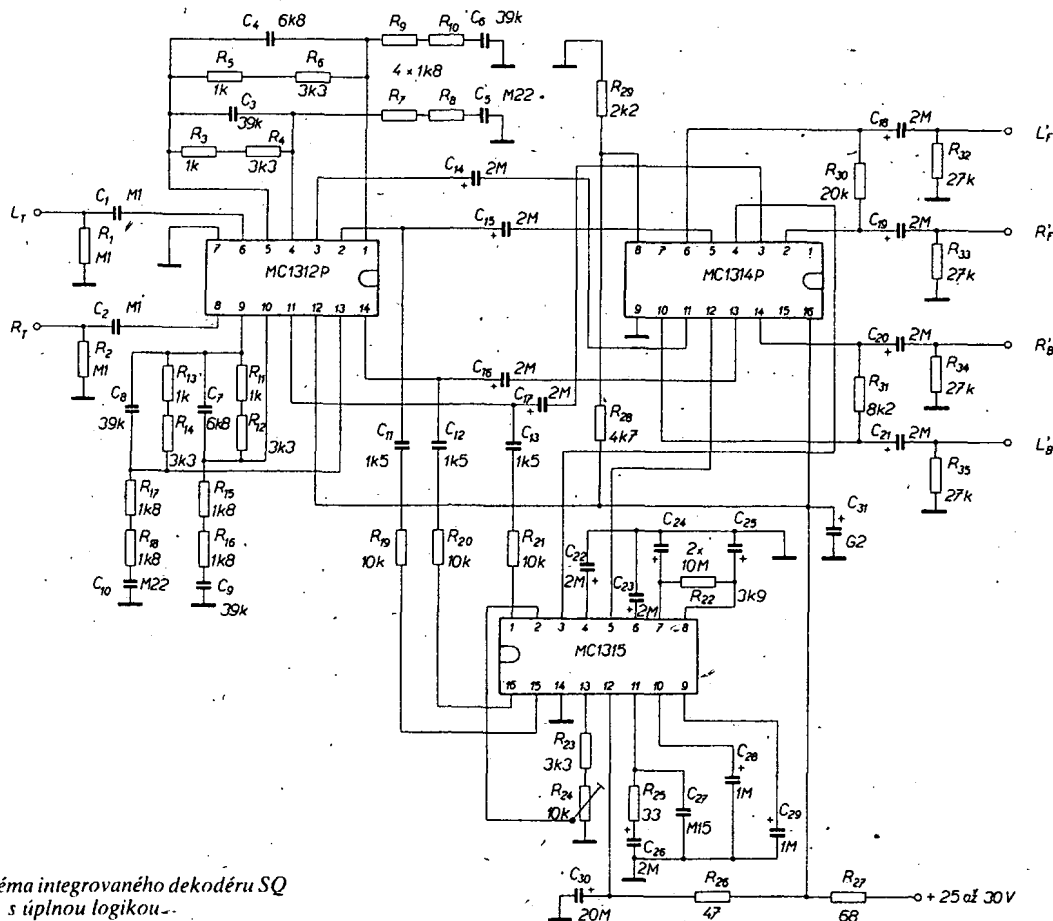 C4 6k8
R9 R10 C6 39k
R5 1k R6 3k3
4 x 1k8
C3 39k
R7 R8 C5 M22
R3 1k R4 3k3
R29 2k2
C14 + 2M
C18 + 2M L'F
R32 27k
R30 20k
LT C1 M1
R1 M1
C15 + 2M
C19 + 2M R'F
R33 27k
7 6 5 4 3 2 1
MC1312P
8 9 10 11 12 13 14
8 7 6 5 4 3 2 1
MC1314P
9 10 11 12 13 14 15 16
RT C2 M1
R2 M1
C20 + 2M R'B
R34 27k
C16 + 2M
C17 + 2M
R31 8k2
C21 + 2M L'B
R35 27k
C8 39k
R13 1k
R14 3k3
C7 6k8
R11 1k
R12 3k3
R28 4k7
C11 1k5
C12 1k5
C13 1k5
R17 1k8
R15 1k8
R18 1k8
R16 1k8
C10 M22
C9 39k
R19 10k
R20 10k
R21 10k
C31 + G2
C24 + C25 +
2x 10M
C22 2M +
C23 + 2M
R22 3k9
1 2 3 4 5 6 7 8
MC1315
16 15 14 13 12 11 10 9
R23 3k3
R24 10k
R25 33
C26 + 2M
C27 M15
C28 + 1M
C29 + 1M
éma integrovaného dekodéru SQ
s úplnou logikou
C30 + 20M
R26 47
R27 68
+ 25 až 30V